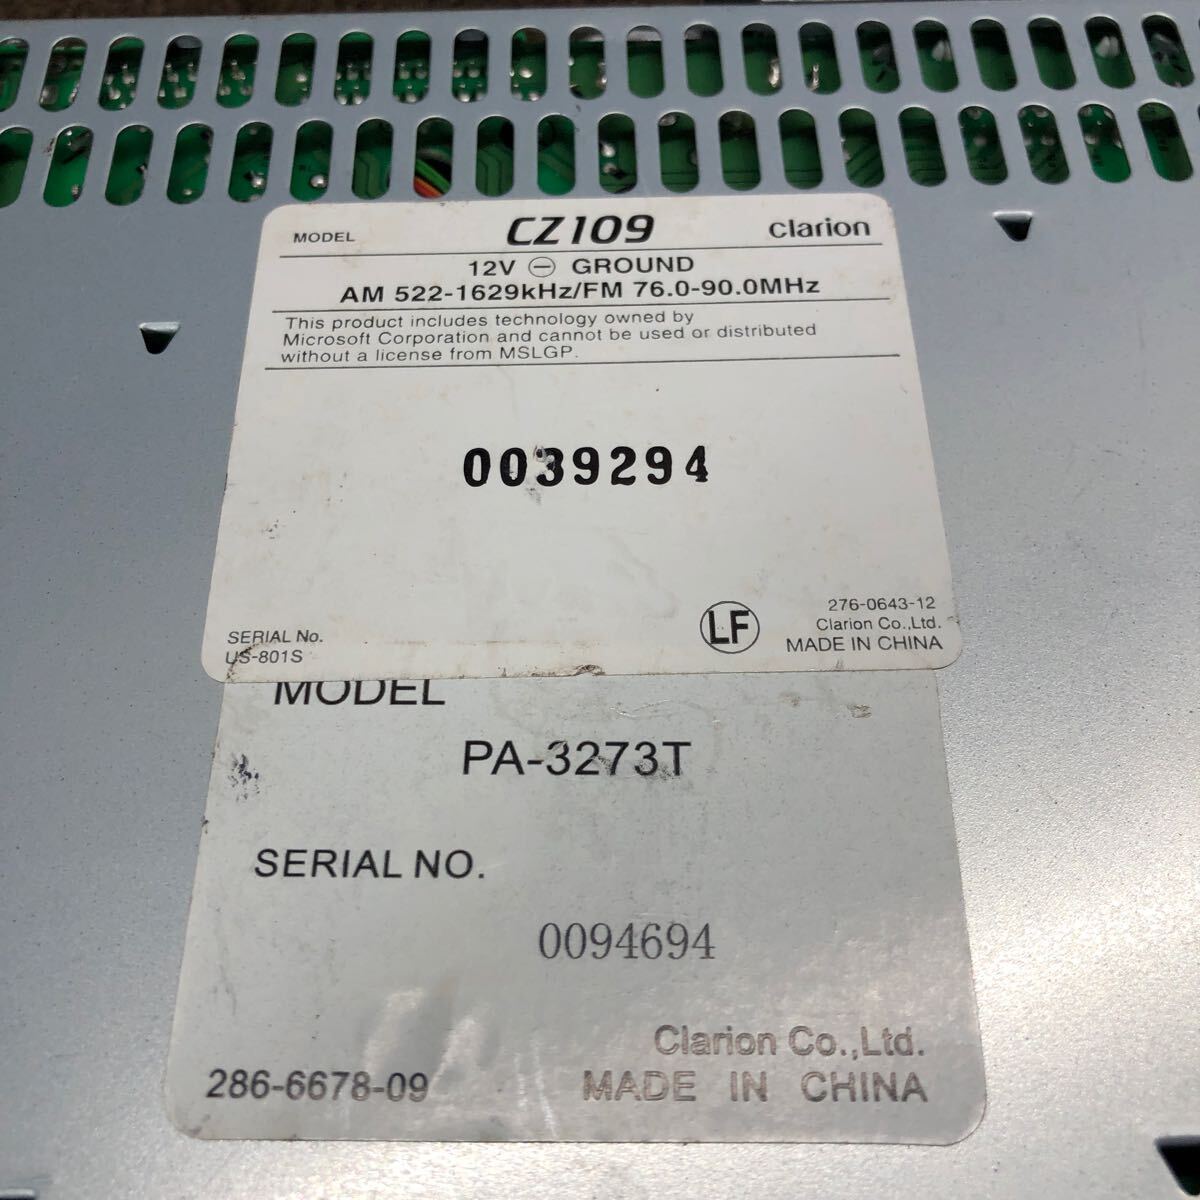 MODEL CZ109 Clarion
12V ⊖ GROUND
AM 522-1629kHz/FM 76.0-90.0MHz
This product includes technology owned by
Microsoft Corporation and cannot be used or distributed
without a license from MSLGP.
0039294
SERIAL No.
US-801S
LF
276-0643-12
Clarion Co.,Ltd.
MADE IN CHINA
MODEL
PA-3273T
SERIAL NO.
0094694
Clarion Co.,Ltd.
286-6678-09 MADE IN CHINA